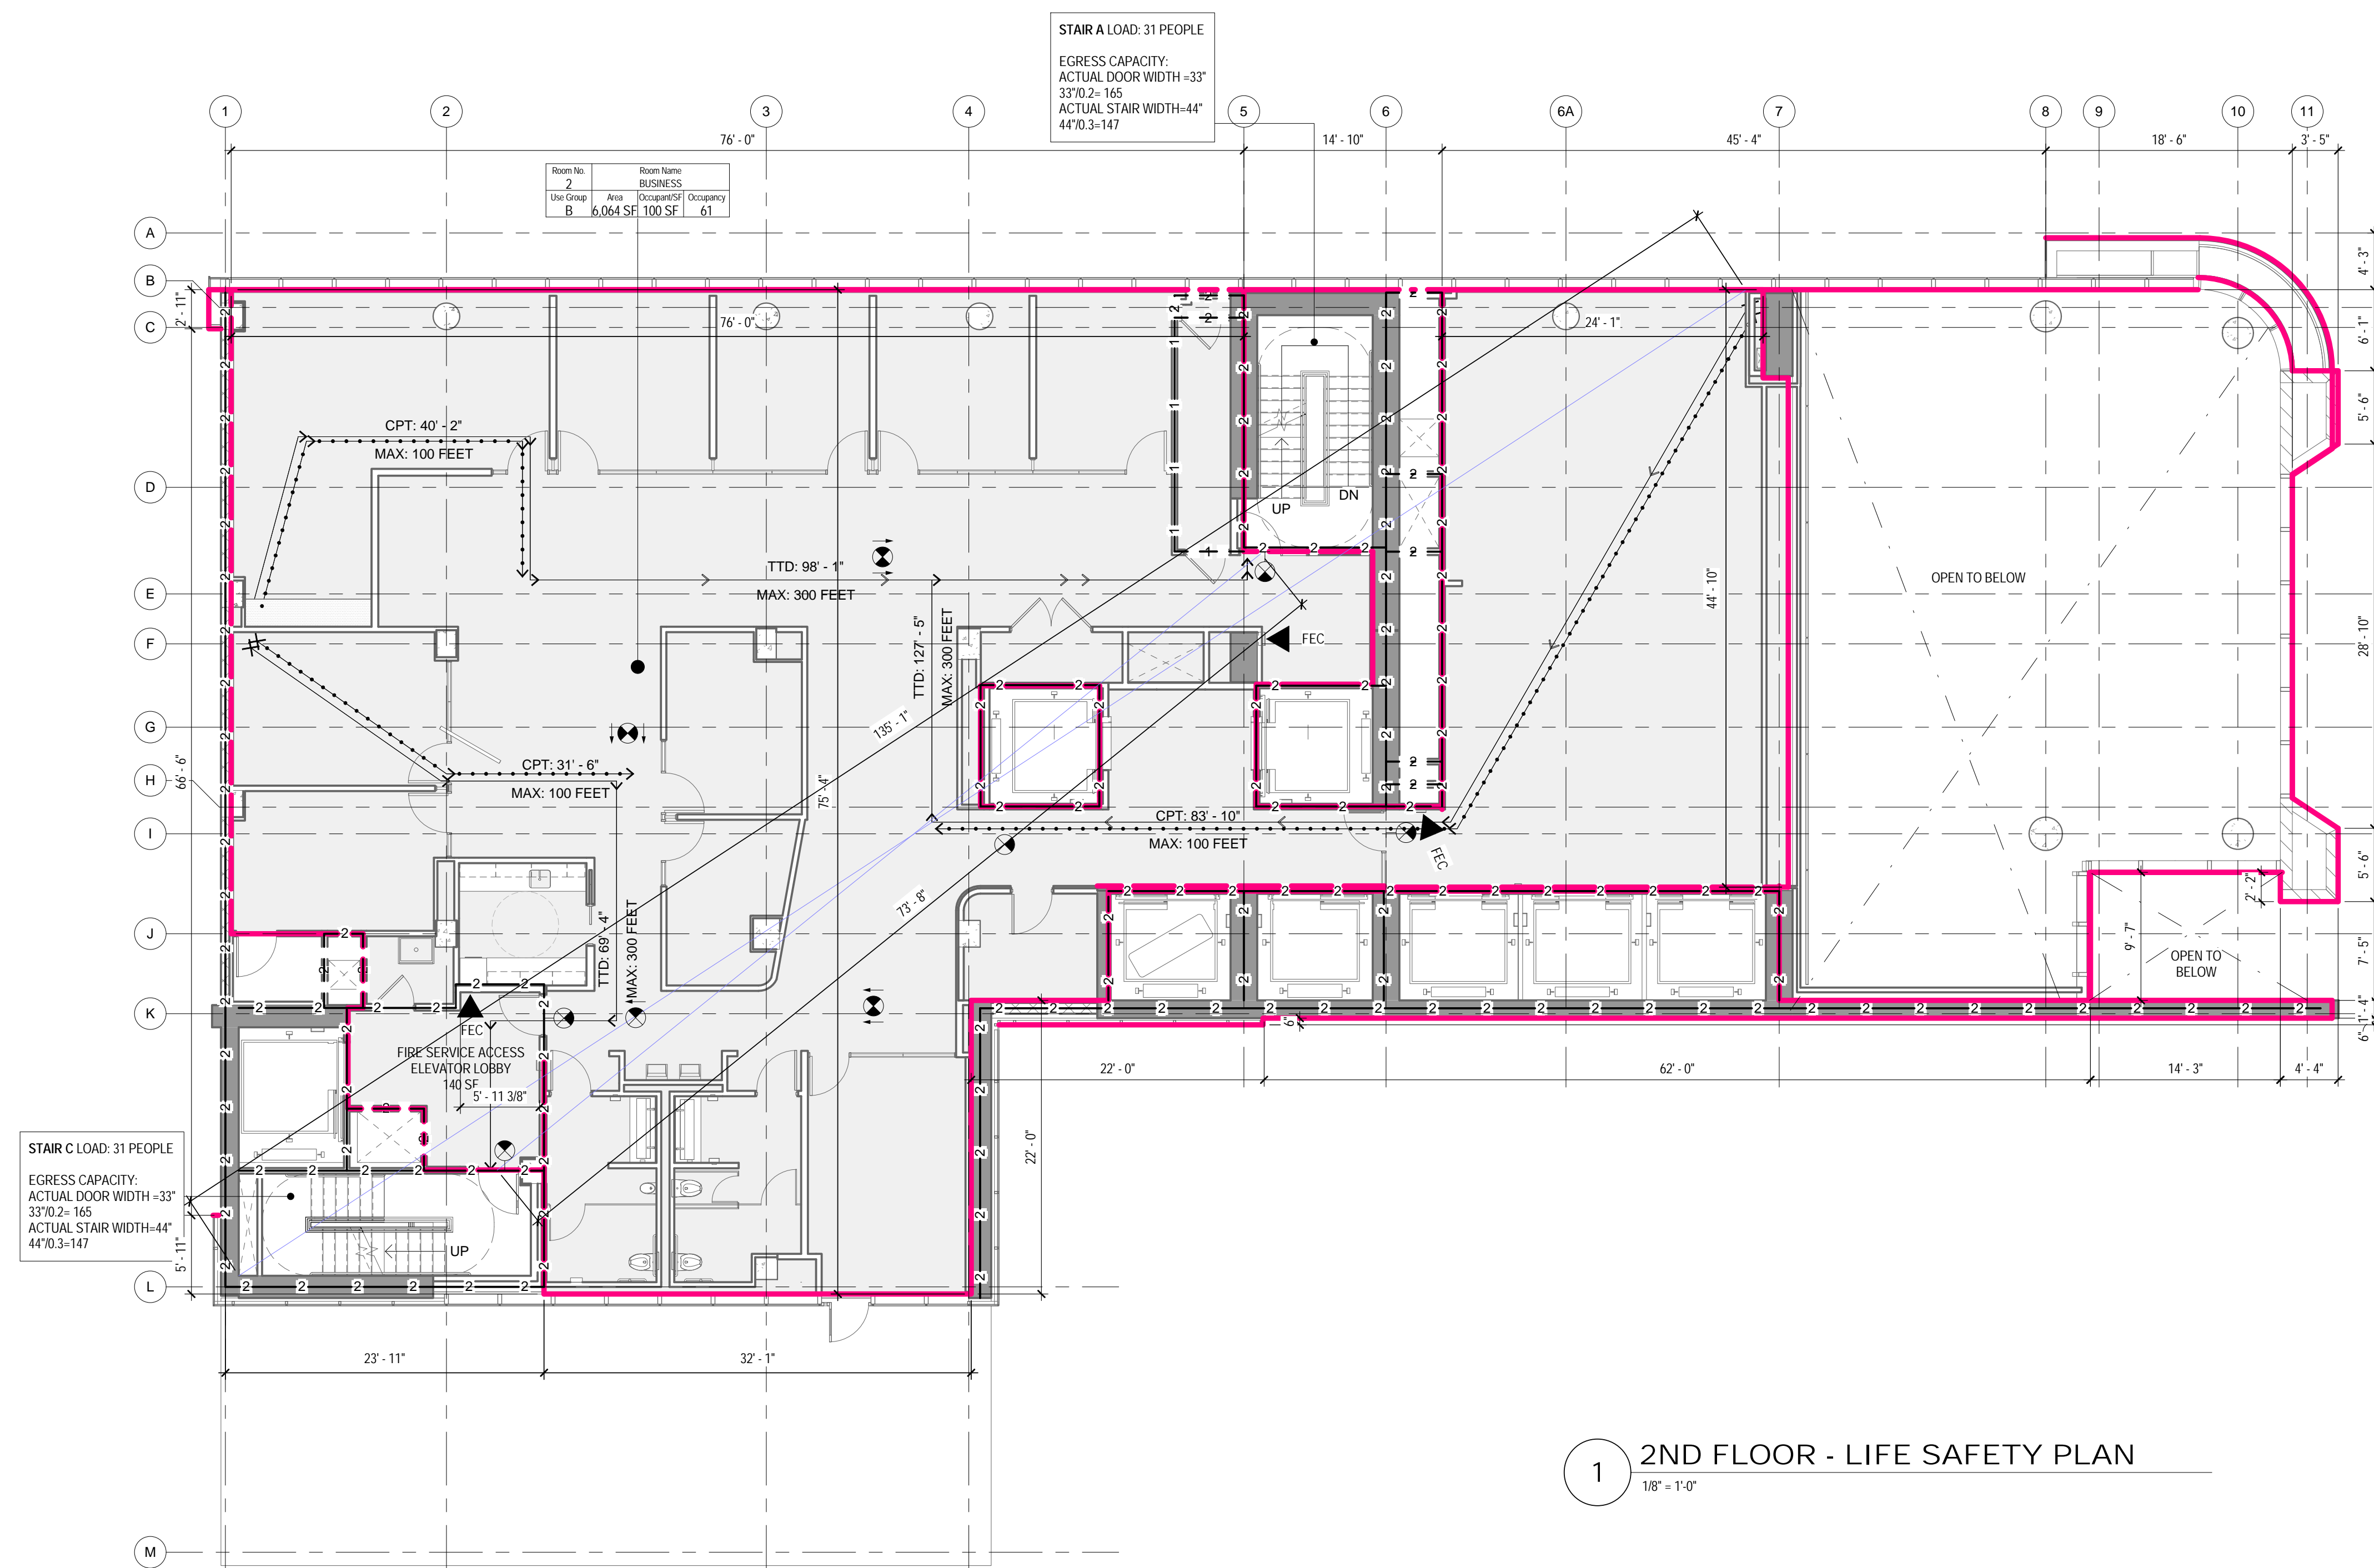 STAIR A LOAD: 31 PEOPLE
EGRESS CAPACITY:
ACTUAL DOOR WIDTH =33"
33"/0.2= 165
ACTUAL STAIR WIDTH=44"
44"/0.3=147
1
2
3
4
5
6
6A
7
8
9
10
11
76' - 0"
14' - 10"
45' - 4"
18' - 6"
3' - 5"
Room No.
Room Name
2
BUSINESS
Use Group
Area
Occupant/SF
Occupancy
B
6,064 SF
100 SF
61
A
B
C
D
E
F
G
H
I
J
K
L
M
2' - 11"
66' - 6"
5' - 11"
4' - 3"
6' - 1"
5' - 6"
28' - 10"
5' - 6"
7' - 5"
1' - 4"
6"
76' - 0"
24' - 1"
CPT: 40' - 2"
MAX: 100 FEET
UP
DN
TTD: 98' - 1"
MAX: 300 FEET
44' - 10"
OPEN TO BELOW
TTD: 127' - 5"
MAX: 300 FEET
FEC
135' - 1"
75' - 4"
73' - 8"
CPT: 31' - 6"
MAX: 100 FEET
CPT: 83' - 10"
MAX: 100 FEET
FEC
TTD: 69' - 4"
MAX: 300 FEET
2' - 2"
9' - 7"
OPEN TO
BELOW
FEC
FIRE SERVICE ACCESS
ELEVATOR LOBBY
140 SF
5' - 11 3/8"
6"
22' - 0"
62' - 0"
14' - 3"
4' - 4"
22' - 0"
STAIR C LOAD: 31 PEOPLE
EGRESS CAPACITY:
ACTUAL DOOR WIDTH =33"
33"/0.2= 165
ACTUAL STAIR WIDTH=44"
44"/0.3=147
UP
23' - 11"
32' - 1"
1
2ND FLOOR - LIFE SAFETY PLAN
1/8" = 1'-0"